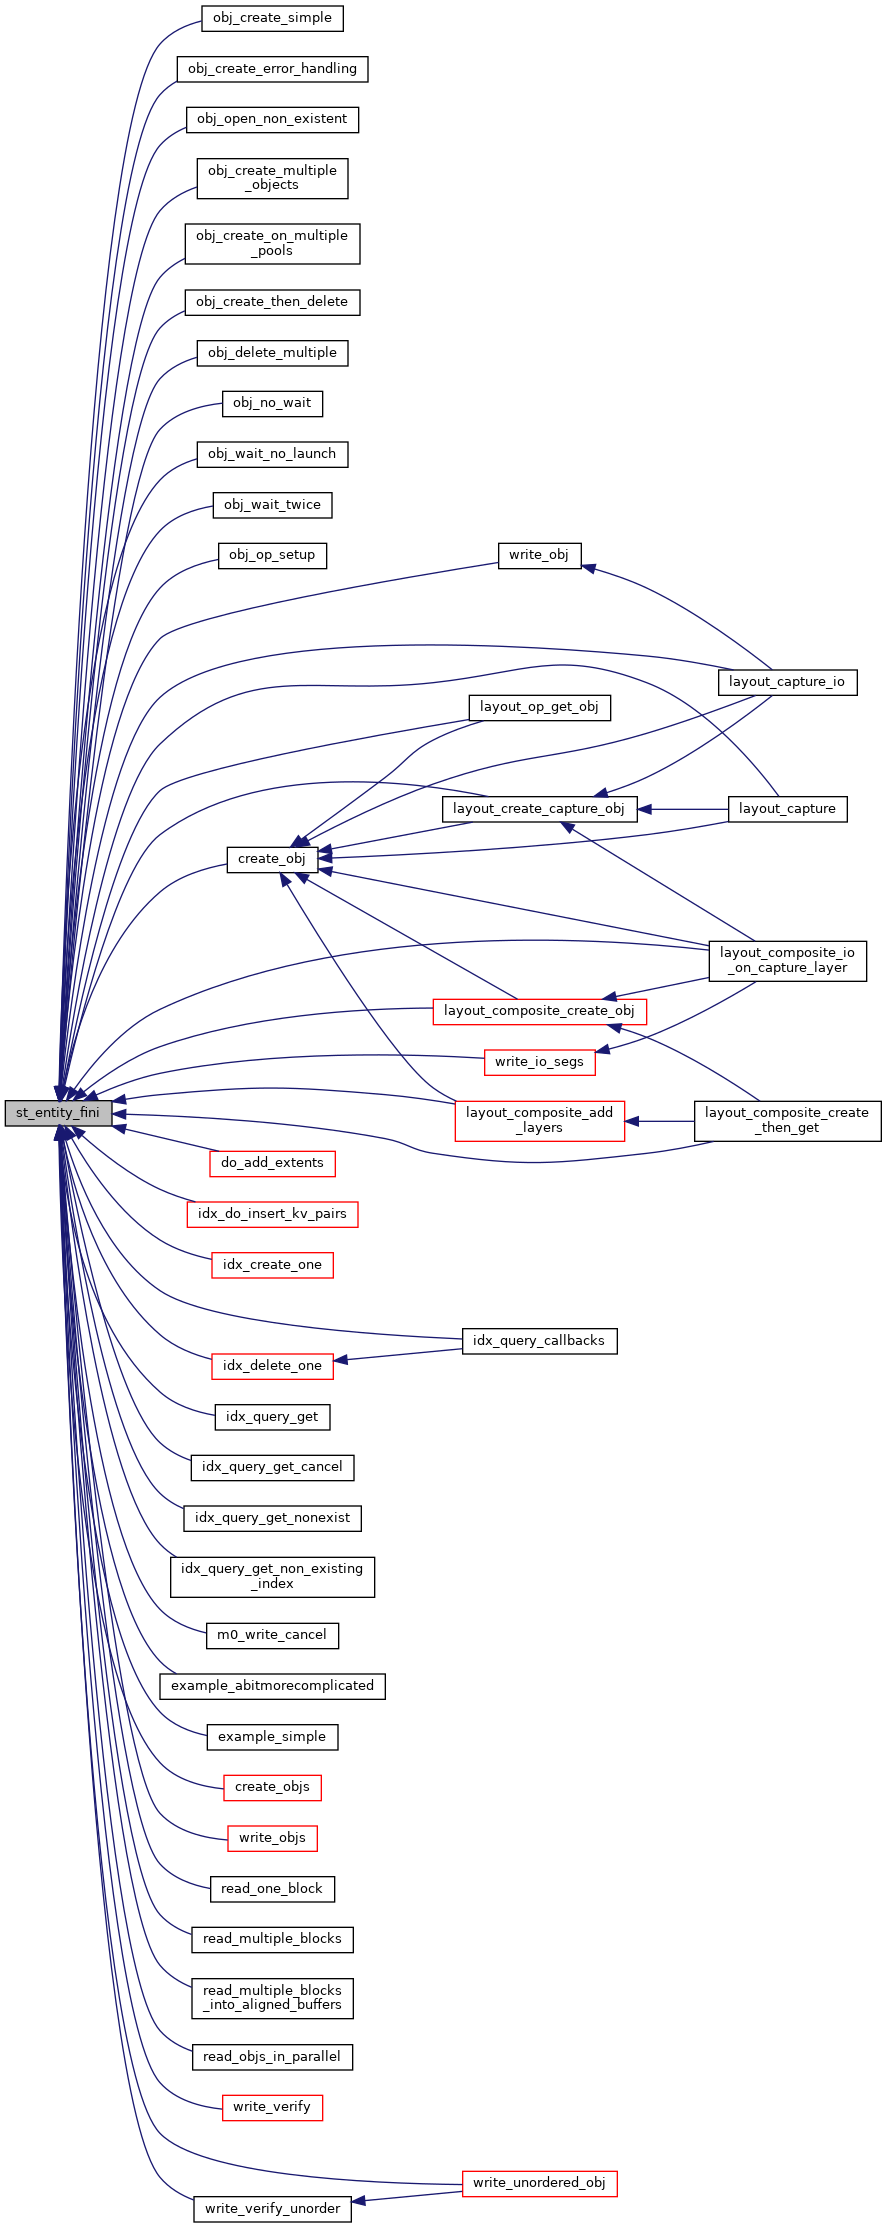 obj_create_simple
obj_create_error_handling
obj_open_non_existent
obj_create_multiple
_objects
obj_create_on_multiple
_pools
obj_create_then_delete
obj_delete_multiple
obj_no_wait
obj_wait_no_launch
obj_wait_twice
obj_op_setup
write_obj
layout_capture_io
layout_op_get_obj
layout_create_capture_obj
layout_capture
create_obj
layout_composite_io
_on_capture_layer
layout_composite_create_obj
write_io_segs
st_entity_fini
layout_composite_add
_layers
layout_composite_create
_then_get
do_add_extents
idx_do_insert_kv_pairs
idx_create_one
idx_query_callbacks
idx_delete_one
idx_query_get
idx_query_get_cancel
idx_query_get_nonexist
idx_query_get_non_existing
_index
m0_write_cancel
example_abitmorecomplicated
example_simple
create_objs
write_objs
read_one_block
read_multiple_blocks
read_multiple_blocks
_into_aligned_buffers
read_objs_in_parallel
write_verify
write_unordered_obj
write_verify_unorder